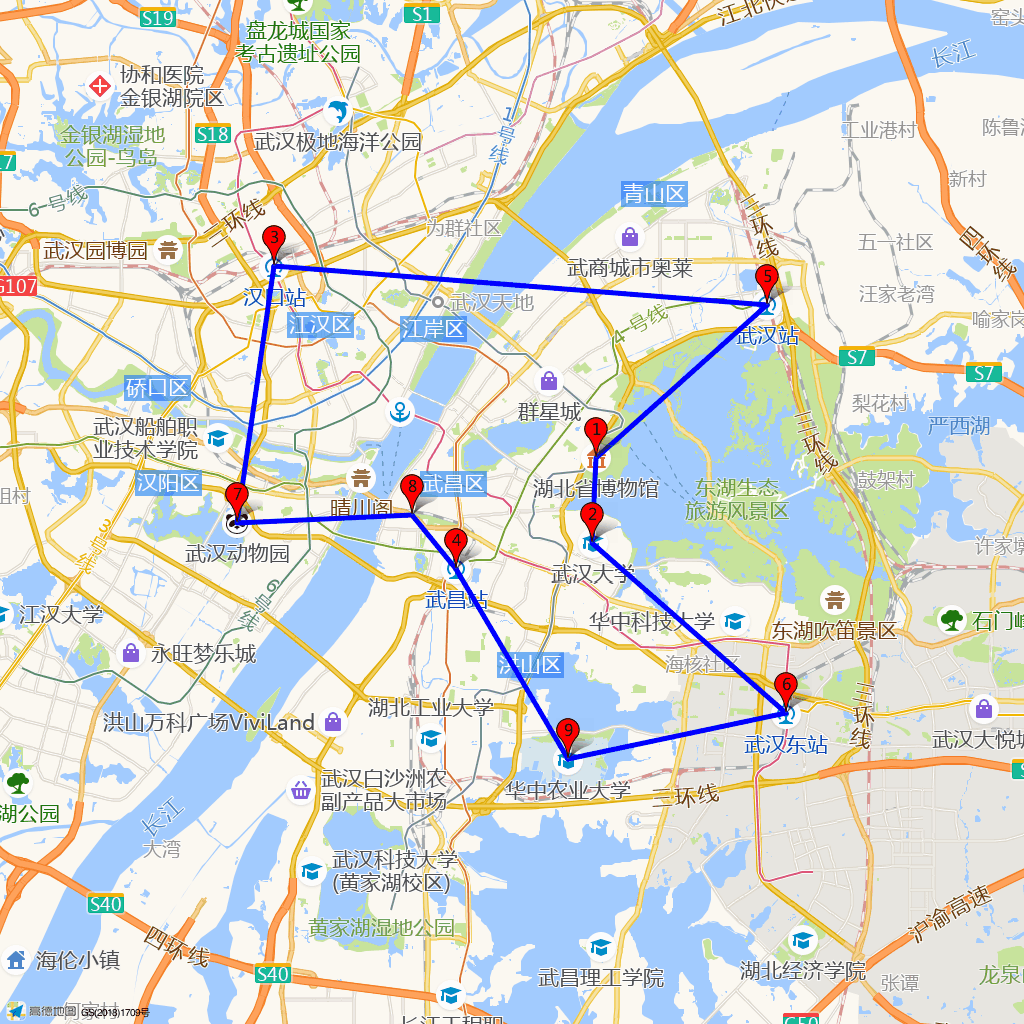 S19
S1
江北快速
窑头
盘龙城国家
考古遗址公园
长江
协和医院
金银湖院区
1号线
工业港村
陈鲁
金银湖湿地
公园-鸟岛
S18
武汉极地海洋公园
17
新村
6号线
青山区
三环线
三环线
为群社区
武汉园博园
3
五一社区
四环线
武商城市奥莱
5
G107
汉口站
武汉天地
汪家老湾
江汉区
江岸区
4号线
武汉站
喻家岗
S7
S7
硚口区
群星城
梨花村
武汉船舶职
业技术学院
1
三环线
严西湖
汉阳区
武昌区
8
湖北省博物馆
东湖生态
旅游风景区
鼓架村
7
晴川阁
2
武汉动物园
4
三环线
许家墩
武汉大学
6号线
武昌站
江汉大学
华中科技大学
东湖吹笛景区
石门峰
永旺梦乐城
洪山区
海核社区
6
洪山万科广场ViviLand
湖北工业大学
9
三环线
武汉东站
武汉大悦城
武汉白沙洲农
副产品大市场
华中农业大学
三环线
湖公园
长江
大湾
武汉科技大学
(黄家湖校区)
S40
黄家湖湿地公园
沪渝高速
四环线
海伦小镇
S40
武昌理工学院
湖北经济学院
张潭
龙泉
高德地图 GS(2018)1709号
何家村
长江工程职
G50